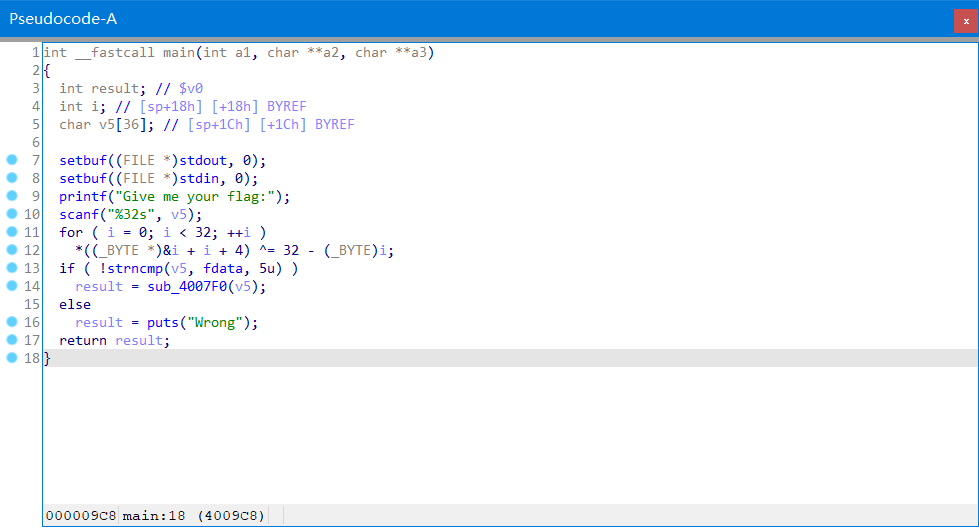 Pseudocode-A
x
1 int __fastcall main(int a1, char **a2, char **a3)
2 {
3   int result; // $v0
4   int i; // [sp+18h] [+18h] BYREF
5   char v5[36]; // [sp+1Ch] [+1Ch] BYREF
6
7   setbuf((FILE *)stdout, 0);
8   setbuf((FILE *)stdin, 0);
9   printf("Give me your flag:");
10   scanf("%32s", v5);
11   for ( i = 0; i < 32; ++i )
12     *((_BYTE *)&i + i + 4) ^= 32 - (_BYTE)i;
13   if ( !strncmp(v5, fdata, 5u) )
14     result = sub_4007F0(v5);
15   else
16     result = puts("Wrong");
17   return result;
18 }
000009C8 main:18 (4009C8)